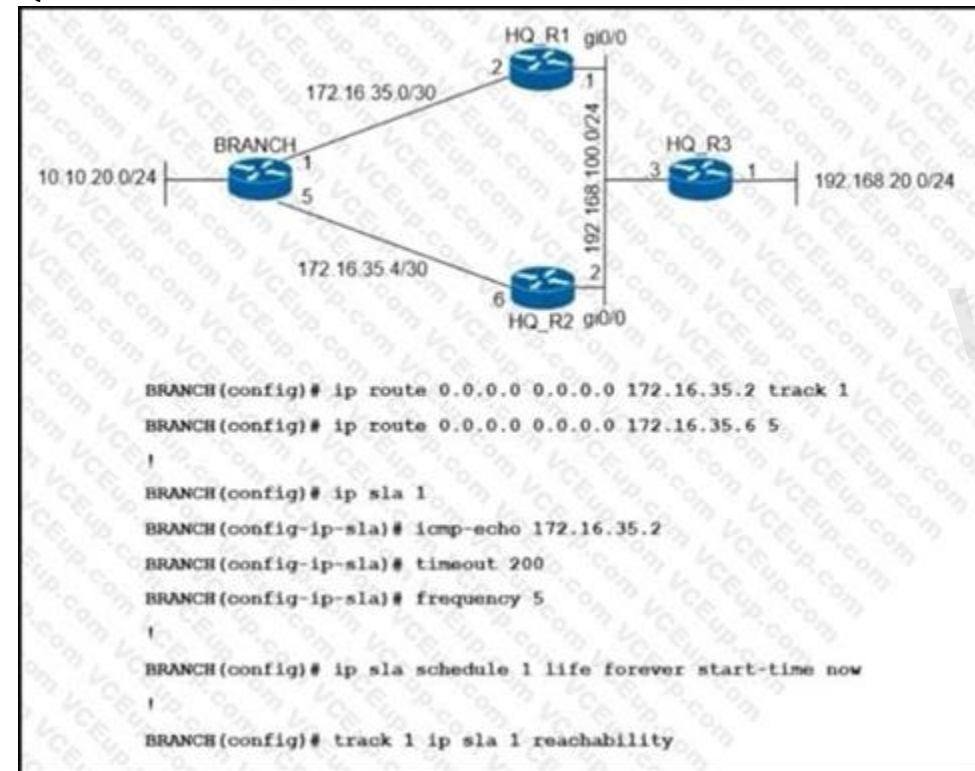 HQ_R1 gi0/0
2
.1
172.16.35.0/30
BRANCH
.1
192.168.100.0/24
HQ_R3
10.10.20.0/24
.3
.1
192.168.20.0/24
.5
172.16.35.4/30
.2
.6
HQ_R2 gi0/0
BRANCH(config)# ip route 0.0.0.0 0.0.0.0 172.16.35.2 track 1
BRANCH(config)# ip route 0.0.0.0 0.0.0.0 172.16.35.6 5
!
BRANCH(config)# ip sla 1
BRANCH(config-ip-sla)# icmp-echo 172.16.35.2
BRANCH(config-ip-sla)# timeout 200
BRANCH(config-ip-sla)# frequency 5
!
BRANCH(config)# ip sla schedule 1 life forever start-time now
!
BRANCH(config)# track 1 ip sla 1 reachability
VCEup.com